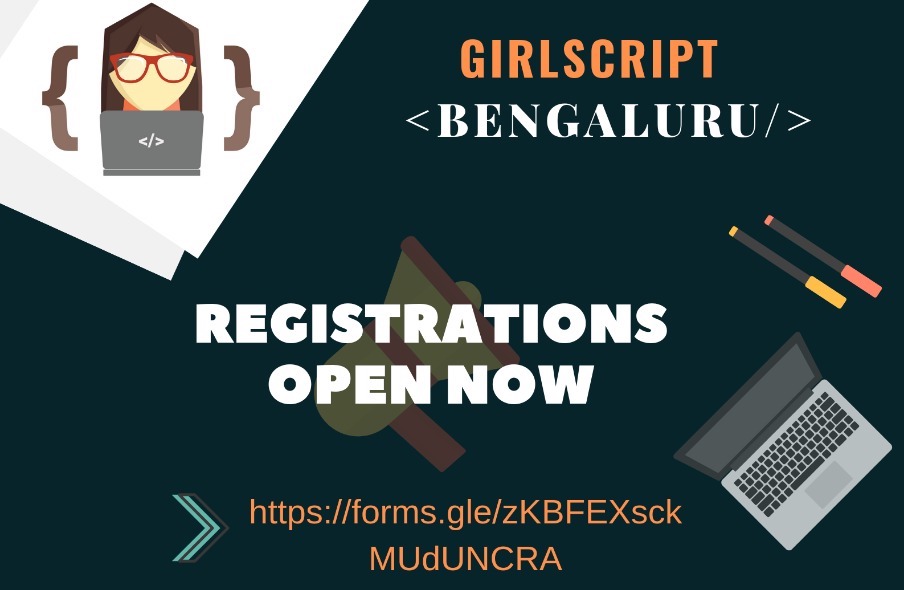 </>
GIRLSCRIPT
<BENGALURU/>
REGISTRATIONS
OPEN NOW
https://forms.gle/zKBFEXsck
MUdUNCRA